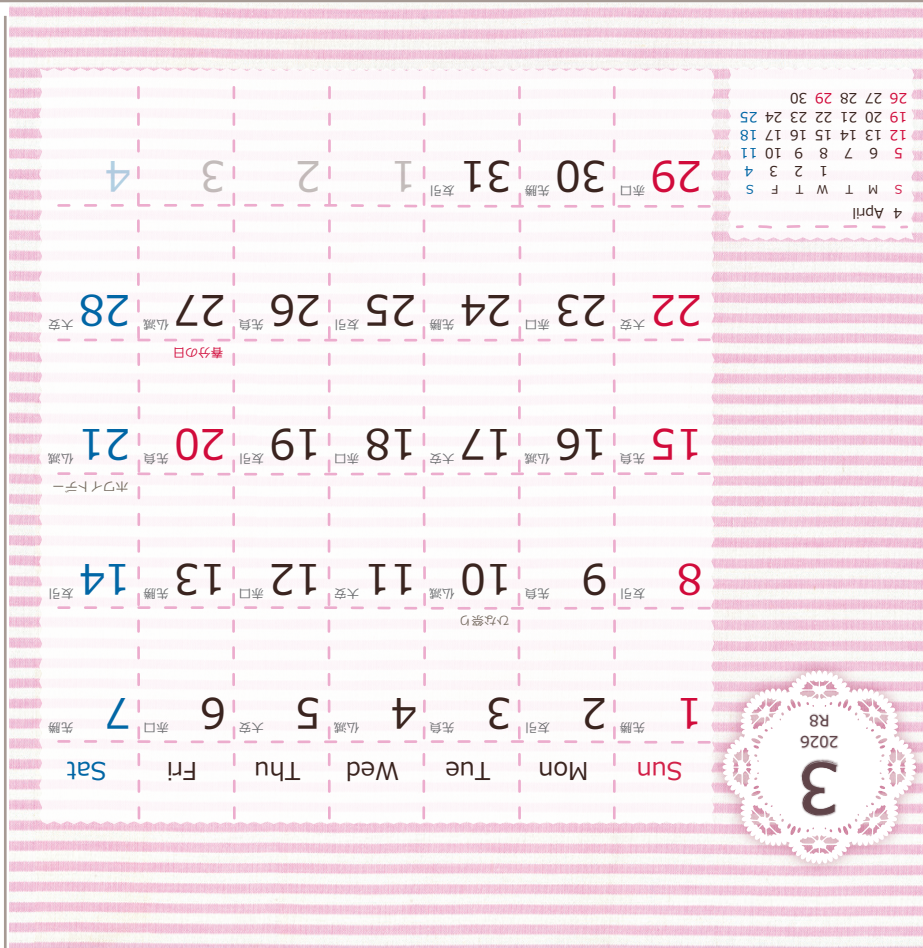 3
2026
R8
Sun Mon Tue Wed Thu Fri Sat
1 先勝 2 友引 3 先負 4 仏滅 5 大安 6 赤口 7 先勝
ひな祭り
8 友引 9 先負 10 仏滅 11 大安 12 赤口 13 先勝 14 友引
ホワイトデー
15 先負 16 仏滅 17 大安 18 赤口 19 友引 20 先負 21 仏滅
春分の日
22 大安 23 赤口 24 先勝 25 友引 26 先負 27 仏滅 28 大安
29 赤口 30 先勝 31 友引 1 2 3 4
4 April
S M T W T F S
1 2 3 4
5 6 7 8 9 10 11
12 13 14 15 16 17 18
19 20 21 22 23 24 25
26 27 28 29 30